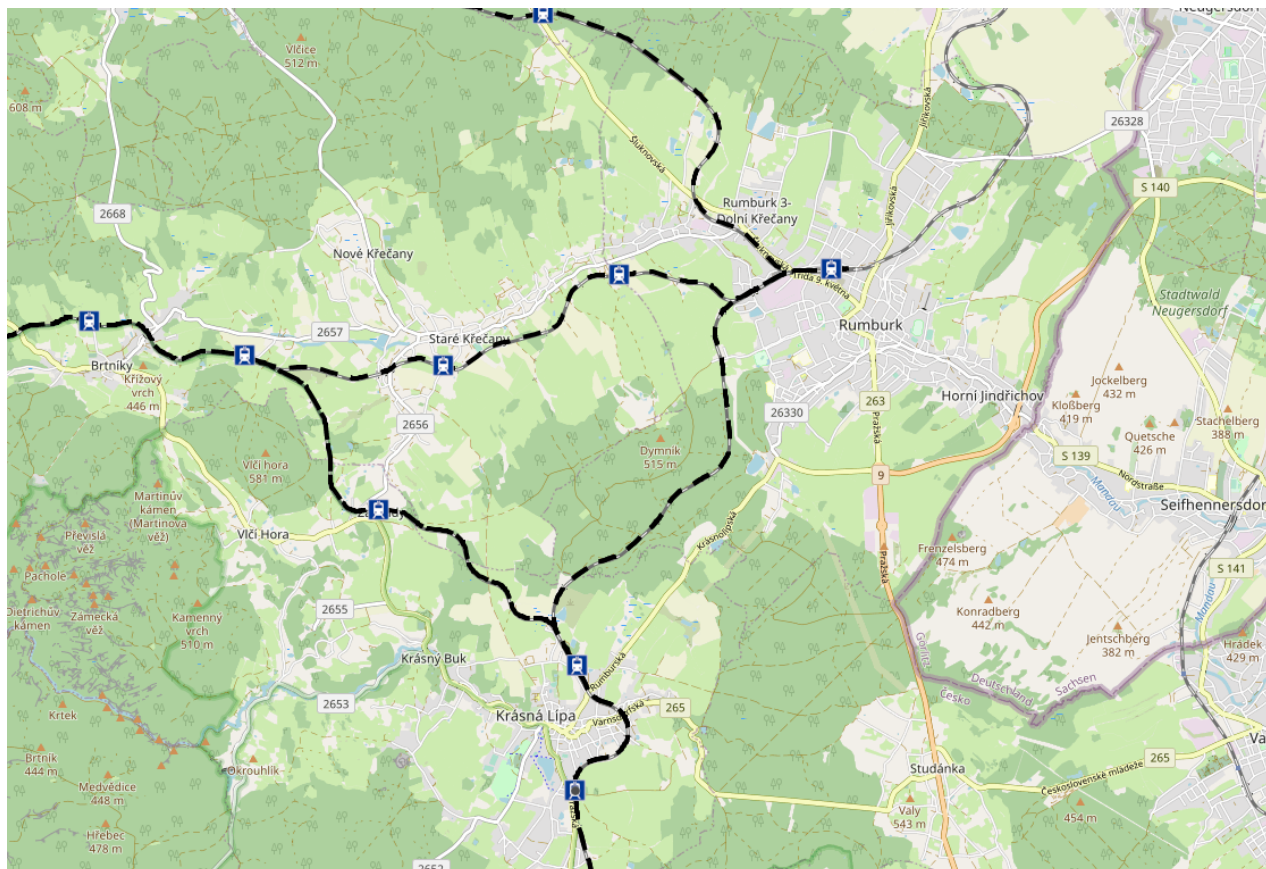 Neugersdorf
Vlčice
512 m
608 m
Jiříkovská
26328
Šluknovská
S 140
Rumburk 3-
Dolní Křečany
2668
Jiříkovská
Nové Křečany
třída 9. května
Stadtwald
Neugersdorf
2657
Staré Křečany
Rumburk
Brtníky
Křížový
vrch
446 m
Jockelberg
432 m
Horní Jindřichov
Kloßberg
419 m
Stachelberg
388 m
263
26330
2656
Pražská
Quetsche
426 m
Dymník
515 m
S 139
Vlčí hora
581 m
9
Nordstraße
Mandau
Martinův
kámen
(Martinova
věž)
Seifhennersdorf
Vlčí Hora
Převislá
věž
Krásnolipská
Frenzelsberg
474 m
Pražská
S 141
Pachole
Mandau
Dietrichův
kámen
Zámecká
věž
Kamenný
vrch
510 m
2655
Konradberg
442 m
Jentschberg
382 m
Hrádek
429 m
Görlitz
Krásný Buk
Rumburská
Deutschland
Sachsen
Česko
2653
Krásná Lípa
Varnsdorfská
265
Krtek
Va
Brtník
444 m
Okrouhlík
Studánka
Československé mládeže
265
Medvědice
448 m
Pražská
Valy
543 m
454 m
Hřebec
478 m
2652